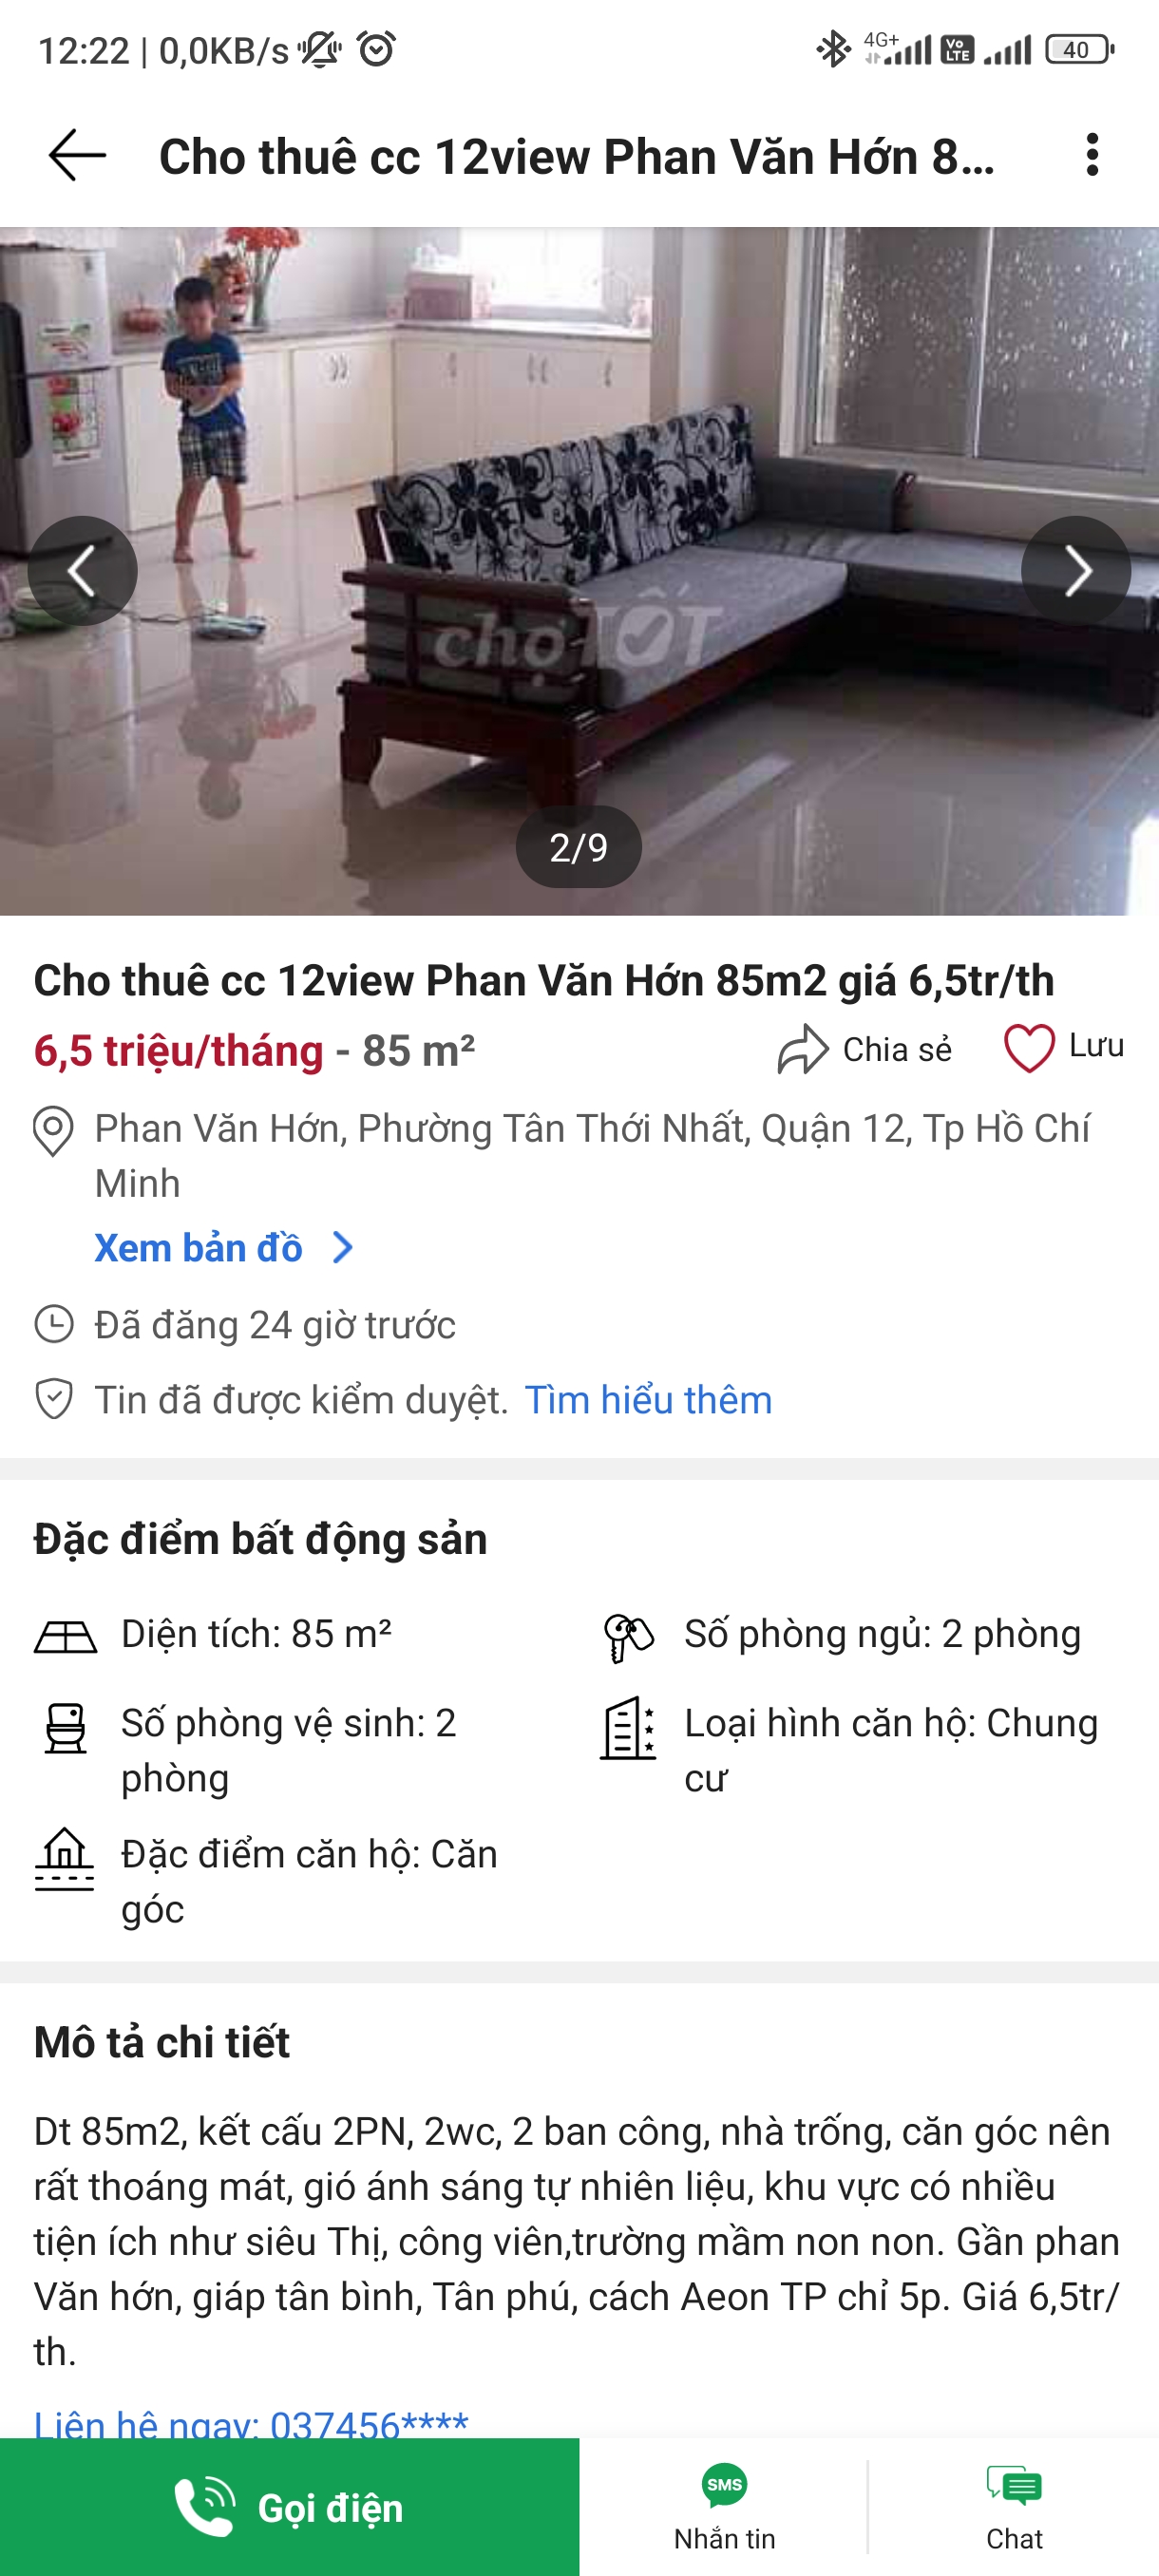 12:22 | 0,0KB/s
4G+
Vo
LTE
40
Cho thuê cc 12view Phan Văn Hớn 8...
chợTỐT
2/9
Cho thuê cc 12view Phan Văn Hớn 85m2 giá 6,5tr/th
6,5 triệu/tháng - 85 m²
Chia sẻ
Lưu
Phan Văn Hớn, Phường Tân Thới Nhất, Quận 12, Tp Hồ Chí
Minh
Xem bản đồ
Đã đăng 24 giờ trước
Tin đã được kiểm duyệt. Tìm hiểu thêm
Đặc điểm bất động sản
Diện tích: 85 m²
Số phòng ngủ: 2 phòng
Số phòng vệ sinh: 2
phòng
Loại hình căn hộ: Chung
cư
Đặc điểm căn hộ: Căn
góc
Mô tả chi tiết
Dt 85m2, kết cấu 2PN, 2wc, 2 ban công, nhà trống, căn góc nên
rất thoáng mát, gió ánh sáng tự nhiên liệu, khu vực có nhiều
tiện ích như siêu Thị, công viên,trường mầm non non. Gần phan
Văn hớn, giáp tân bình, Tân phú, cách Aeon TP chỉ 5p. Giá 6,5tr/
th.
Liên hệ ngay: 037456****
Gọi điện
SMS
Nhắn tin
Chat